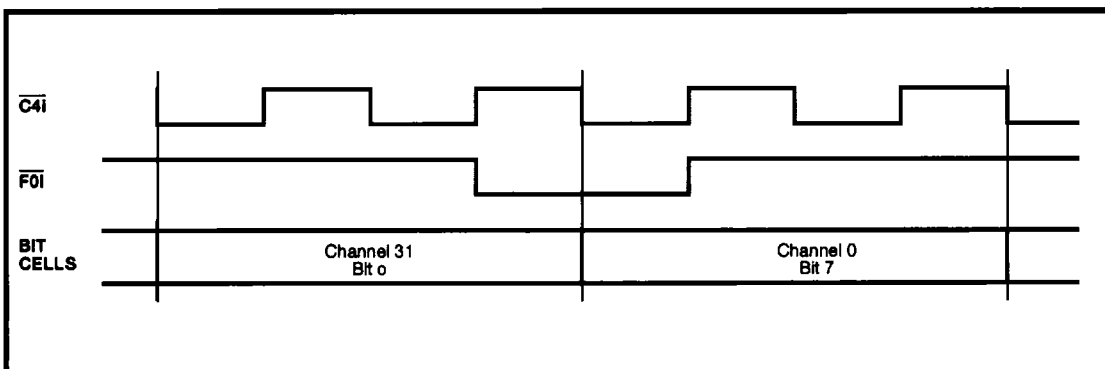 C4i
F0i
BIT
CELLS
Channel 31
Bit o
Channel 0
Bit 7